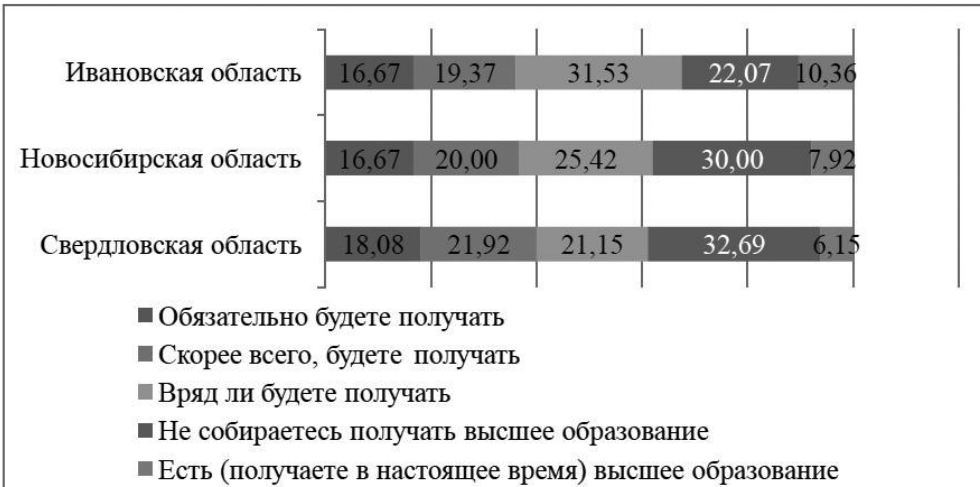 Ивановская область 16,67 19,37 31,53 22,07 10,36
Новосибирская область 16,67 20,00 25,42 30,00 7,92
Свердловская область 18,08 21,92 21,15 32,69 6,15
Обязательно будете получать
Скорее всего, будете получать
Вряд ли будете получать
Не собираетесь получать высшее образование
Есть (получаете в настоящее время) высшее образование